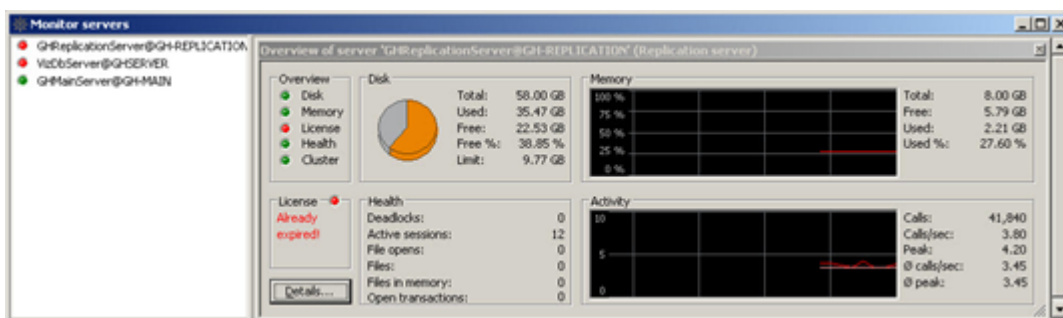 Monitor servers
GHReplicationServer@GH-REPLICATION
VizDbServer@GHSERVER
GHMainServer@GH-MAIN
Overview of server 'GHReplicationServer@GH-REPLICATION' (Replication server)
Overview
Disk
Memory
License
Health
Cluster
Disk
Total: 58.00 GB
Used: 35.47 GB
Free: 22.53 GB
Free %: 38.85 %
Limit: 9.77 GB
Memory
100 %
75 %
50 %
25 %
0 %
Total: 8.00 GB
Free: 5.79 GB
Used: 2.21 GB
Used %: 27.60 %
License
Already
expired!
Details...
Health
Deadlocks: 0
Active sessions: 12
File opens: 0
Files: 0
Files in memory: 0
Open transactions: 0
Activity
10
5
0
Calls: 41,840
Calls/sec: 3.80
Peak: 4.20
Ø calls/sec: 3.45
Ø peak: 3.45